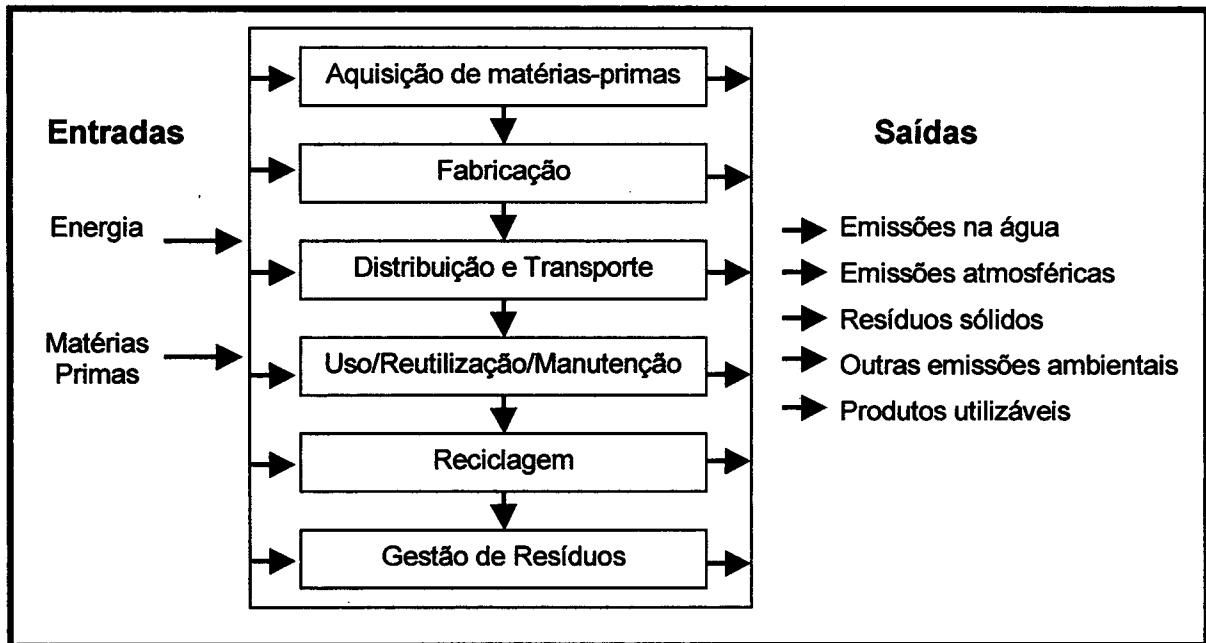 Entradas
Energia
Matérias
Primas
Aquisição de matérias-primas
Fabricação
Distribuição e Transporte
Uso/Reutilização/Manutenção
Reciclagem
Gestão de Resíduos
Saídas
Emissões na água
Emissões atmosféricas
Resíduos sólidos
Outras emissões ambientais
Produtos utilizáveis